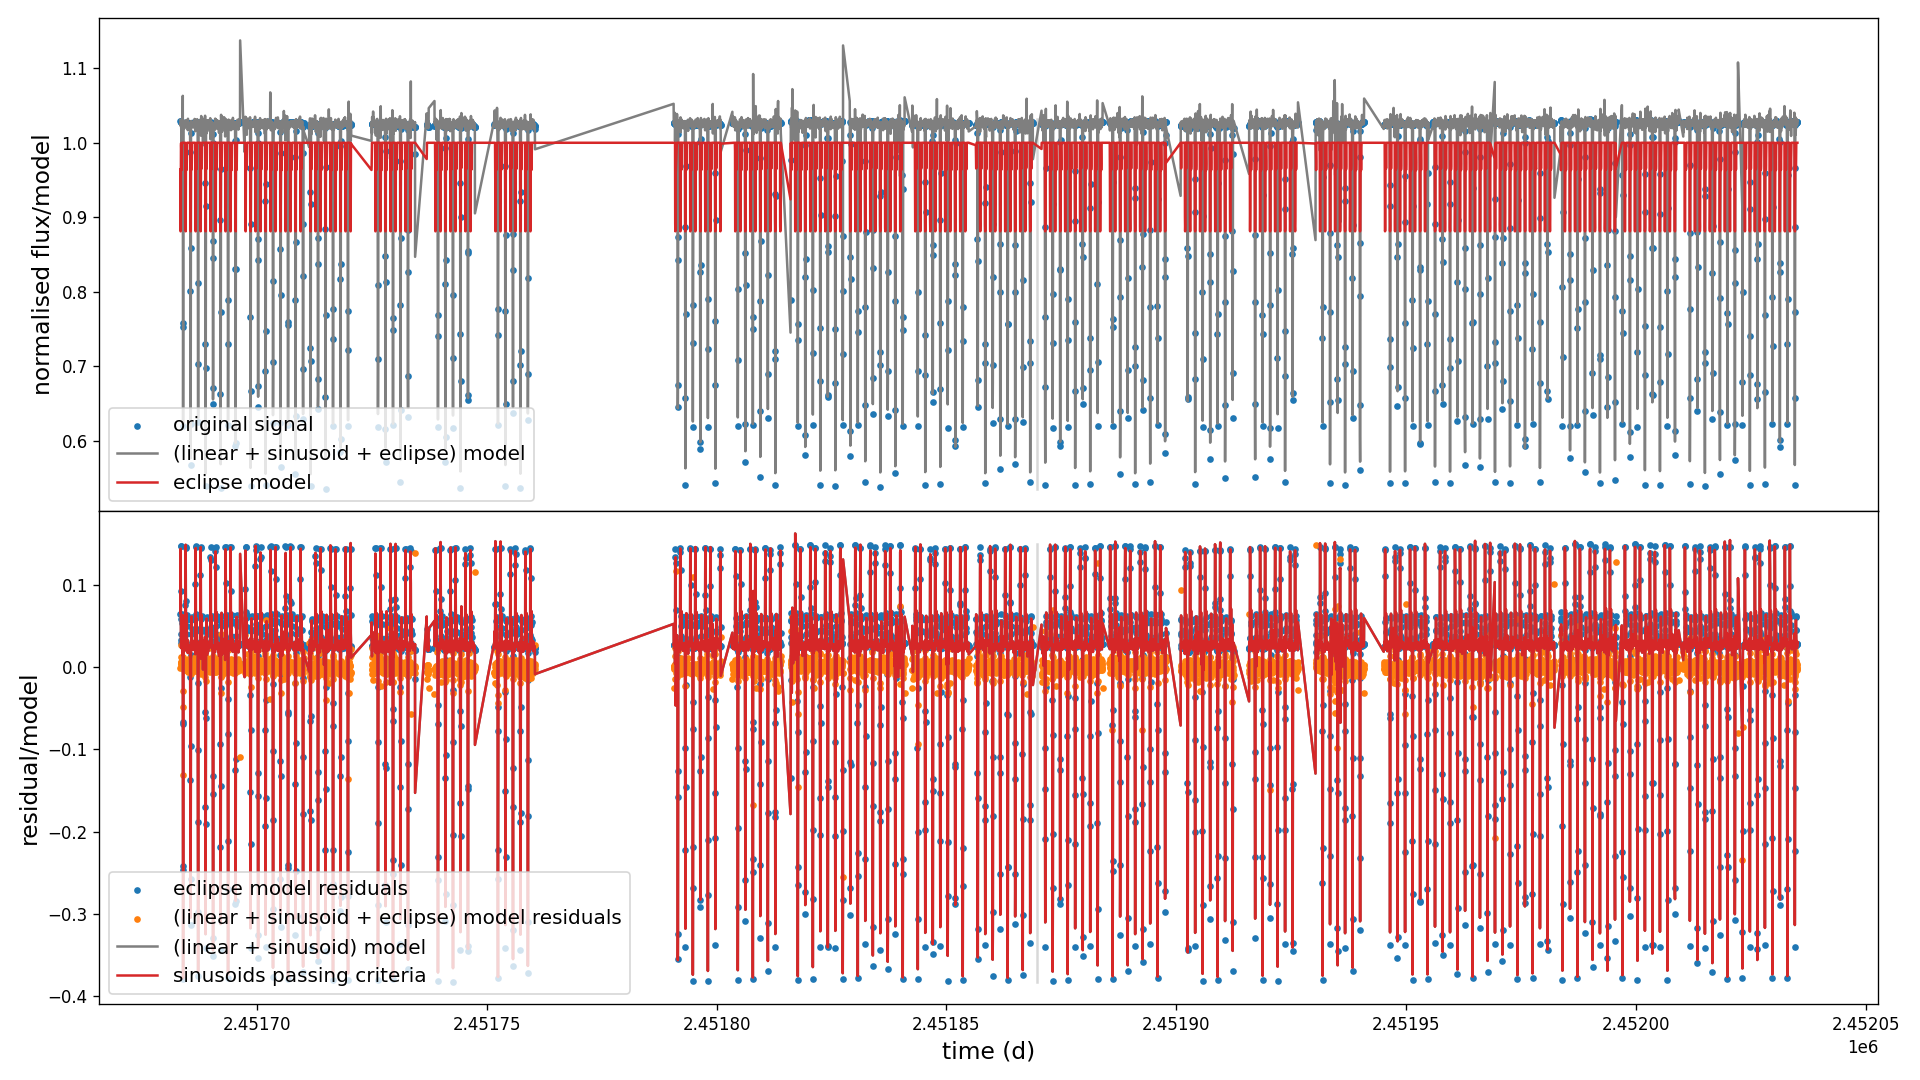 normalised flux/model
1.1
1.0
0.9
0.8
0.7
0.6
original signal
(linear + sinusoid + eclipse) model
eclipse model
residual/model
0.1
0.0
−0.1
−0.2
−0.3
−0.4
eclipse model residuals
(linear + sinusoid + eclipse) model residuals
(linear + sinusoid) model
sinusoids passing criteria
2.45170 2.45175 2.45180 2.45185 2.45190 2.45195 2.45200 2.45205
time (d)
1e6